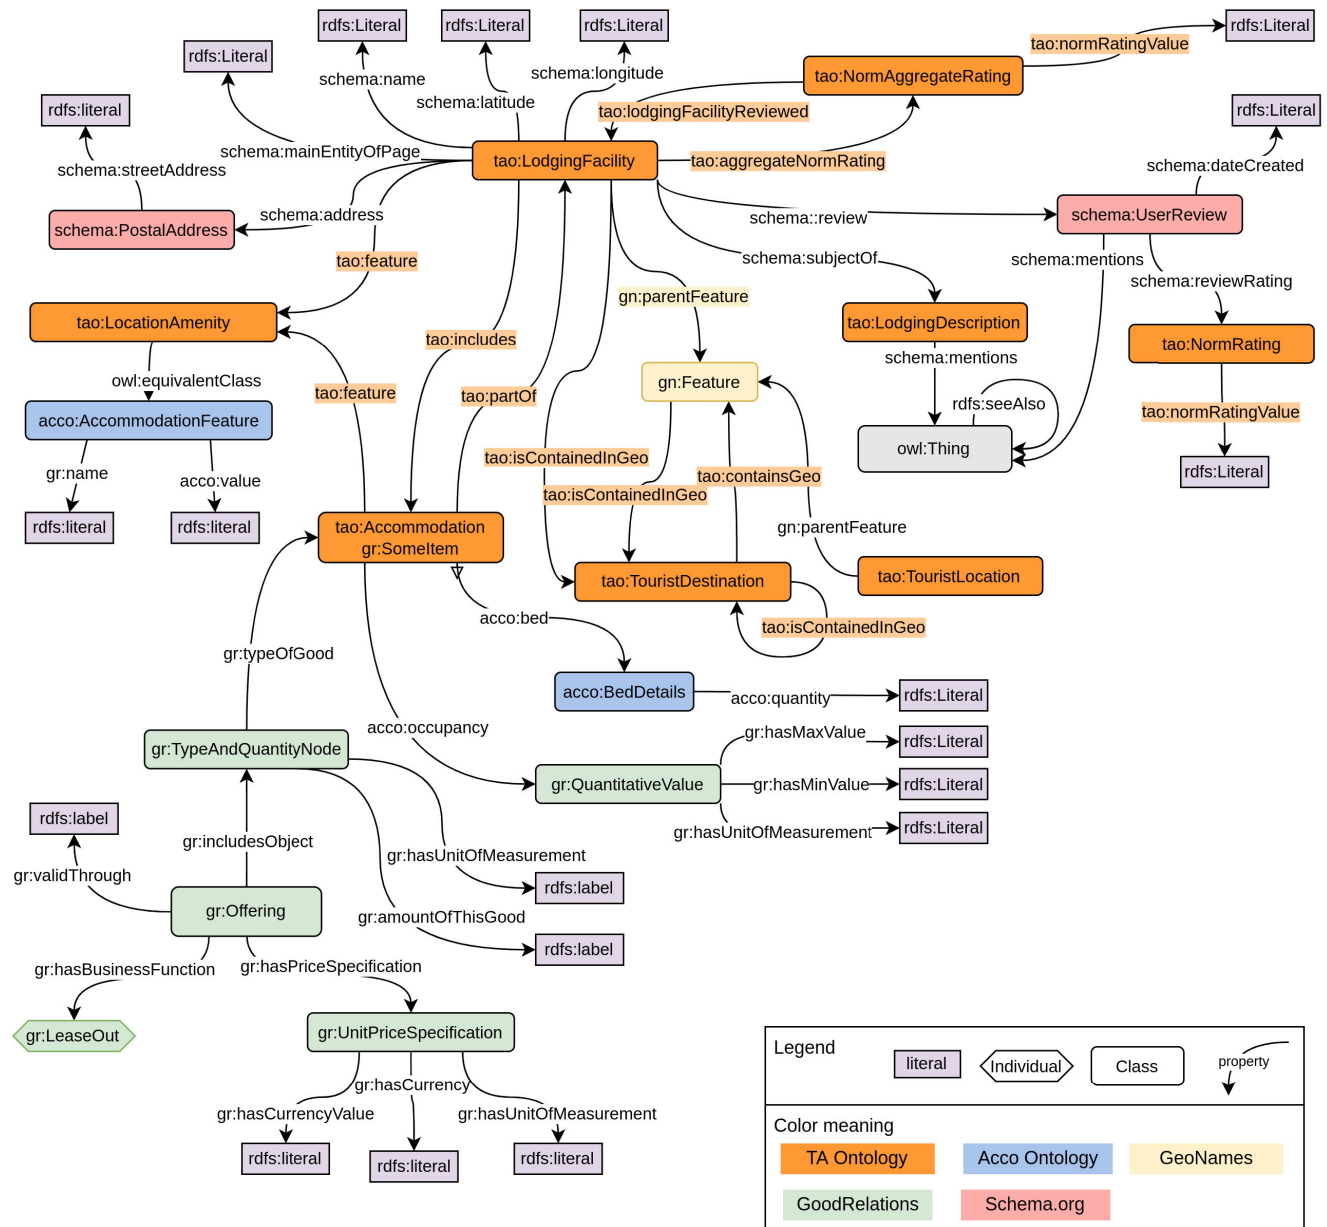 rdfs:Literal
rdfs:Literal
rdfs:Literal
rdfs:Literal
tao:normRatingValue
rdfs:Literal
schema:name
schema:longitude
tao:NormAggregateRating
rdfs:literal
schema:latitude
tao:lodgingFacilityReviewed
rdfs:Literal
schema:mainEntityOfPage
tao:LodgingFacility
tao:aggregateNormRating
schema:dateCreated
schema:streetAddress
schema:address
schema:PostalAddress
schema::review
schema:UserReview
tao:feature
schema:subjectOf
schema:mentions
schema:reviewRating
gn:parentFeature
tao:LocationAmenity
tao:includes
tao:LodgingDescription
tao:NormRating
schema:mentions
owl:equivalentClass
tao:feature
tao:partOf
gn:Feature
rdfs:seeAlso
tao:normRatingValue
acco:AccommodationFeature
owl:Thing
gr:name
acco:value
tao:isContainedInGeo
tao:isContainedInGeo
tao:containsGeo
rdfs:Literal
rdfs:literal
rdfs:literal
tao:Accommodation
gr:SomeItem
gn:parentFeature
tao:TouristDestination
tao:TouristLocation
acco:bed
tao:isContainedInGeo
gr:typeOfGood
acco:BedDetails
acco:quantity
rdfs:Literal
acco:occupancy
gr:TypeAndQuantityNode
gr:hasMaxValue
rdfs:Literal
gr:QuantitativeValue
gr:hasMinValue
rdfs:Literal
gr:hasUnitOfMeasurement
rdfs:Literal
rdfs:label
gr:includesObject
gr:hasUnitOfMeasurement
gr:validThrough
rdfs:label
gr:Offering
gr:amountOfThisGood
rdfs:label
gr:hasBusinessFunction
gr:hasPriceSpecification
gr:LeaseOut
gr:UnitPriceSpecification
gr:hasCurrency
gr:hasCurrencyValue
gr:hasUnitOfMeasurement
rdfs:literal
rdfs:literal
rdfs:literal
Legend
literal
Individual
Class
property
Color meaning
TA Ontology
Acco Ontology
GeoNames
GoodRelations
Schema.org